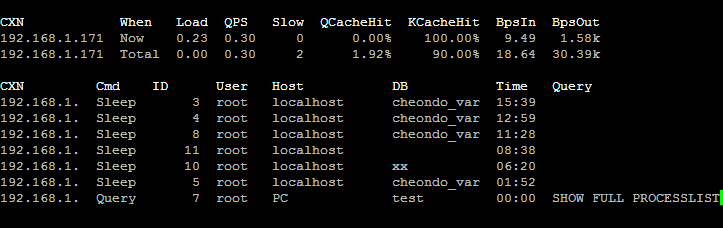 CXN When Load QPS Slow QCacheHit KCacheHit BpsIn BpsOut
192.168.1.171 Now 0.23 0.30 0 0.00% 100.00% 9.49 1.58k
192.168.1.171 Total 0.00 0.30 2 1.92% 90.00% 18.64 30.39k
CXN Cmd ID User Host DB Time Query
192.168.1. Sleep 3 root localhost cheondo_var 15:39
192.168.1. Sleep 4 root localhost cheondo_var 12:59
192.168.1. Sleep 8 root localhost cheondo_var 11:28
192.168.1. Sleep 11 root localhost 08:38
192.168.1. Sleep 10 root localhost xx 06:20
192.168.1. Sleep 5 root localhost cheondo_var 01:52
192.168.1. Query 7 root PC test 00:00 SHOW FULL PROCESSLIST